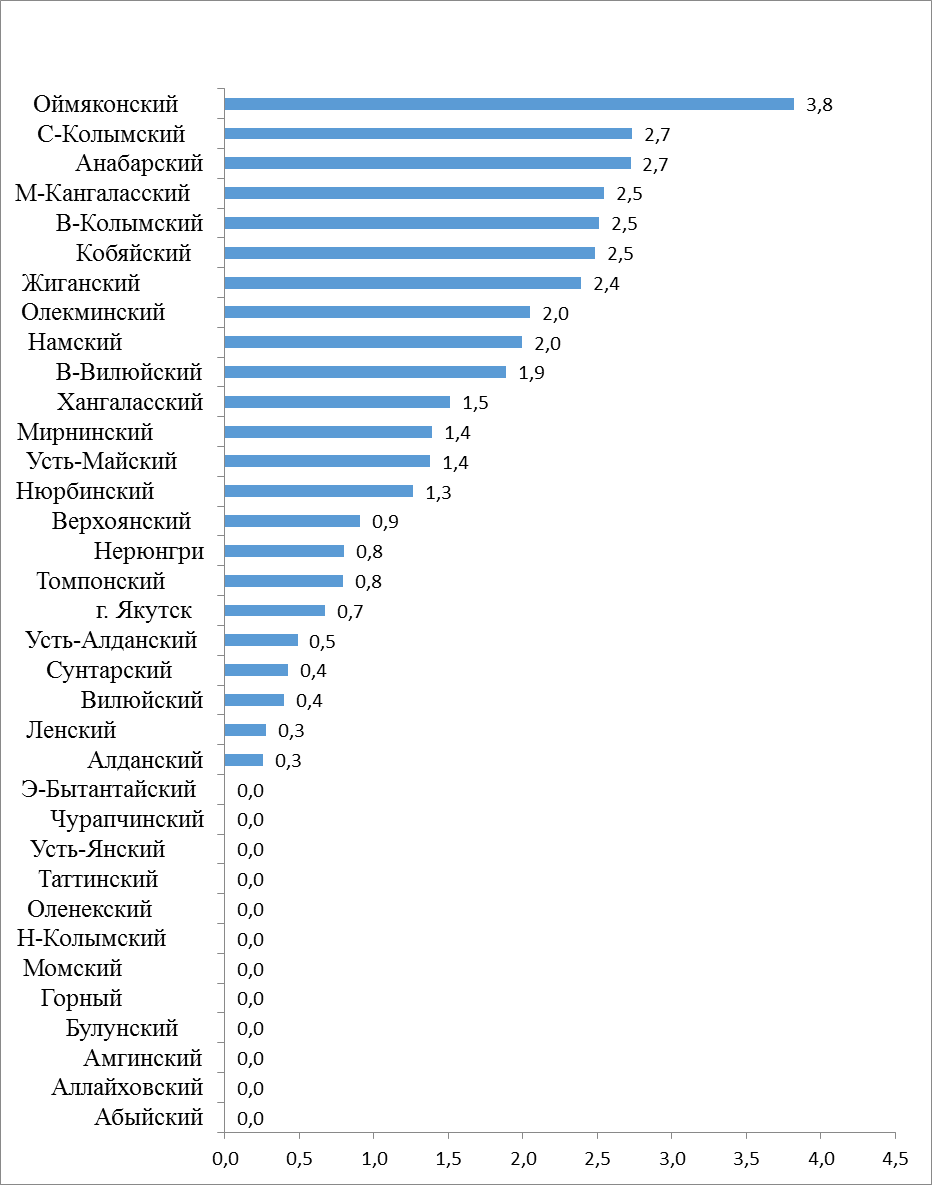 Оймяконский 3,8
С-Колымский 2,7
Анабарский 2,7
М-Кангаласский 2,5
В-Колымский 2,5
Кобяйский 2,5
Жиганский 2,4
Олекминский 2,0
Намский 2,0
В-Вилюйский 1,9
Хангаласский 1,5
Мирнинский 1,4
Усть-Майский 1,4
Нюрбинский 1,3
Верхоянский 0,9
Нерюнгри 0,8
Томпонский 0,8
г. Якутск 0,7
Усть-Алданский 0,5
Сунтарский 0,4
Вилюйский 0,4
Ленский 0,3
Алданский 0,3
Э-Бытантайский 0,0
Чурапчинский 0,0
Усть-Янский 0,0
Таттинский 0,0
Оленекский 0,0
Н-Колымский 0,0
Момский 0,0
Горный 0,0
Булунский 0,0
Амгинский 0,0
Аллайховский 0,0
Абыйский 0,0
0,0 0,5 1,0 1,5 2,0 2,5 3,0 3,5 4,0 4,5